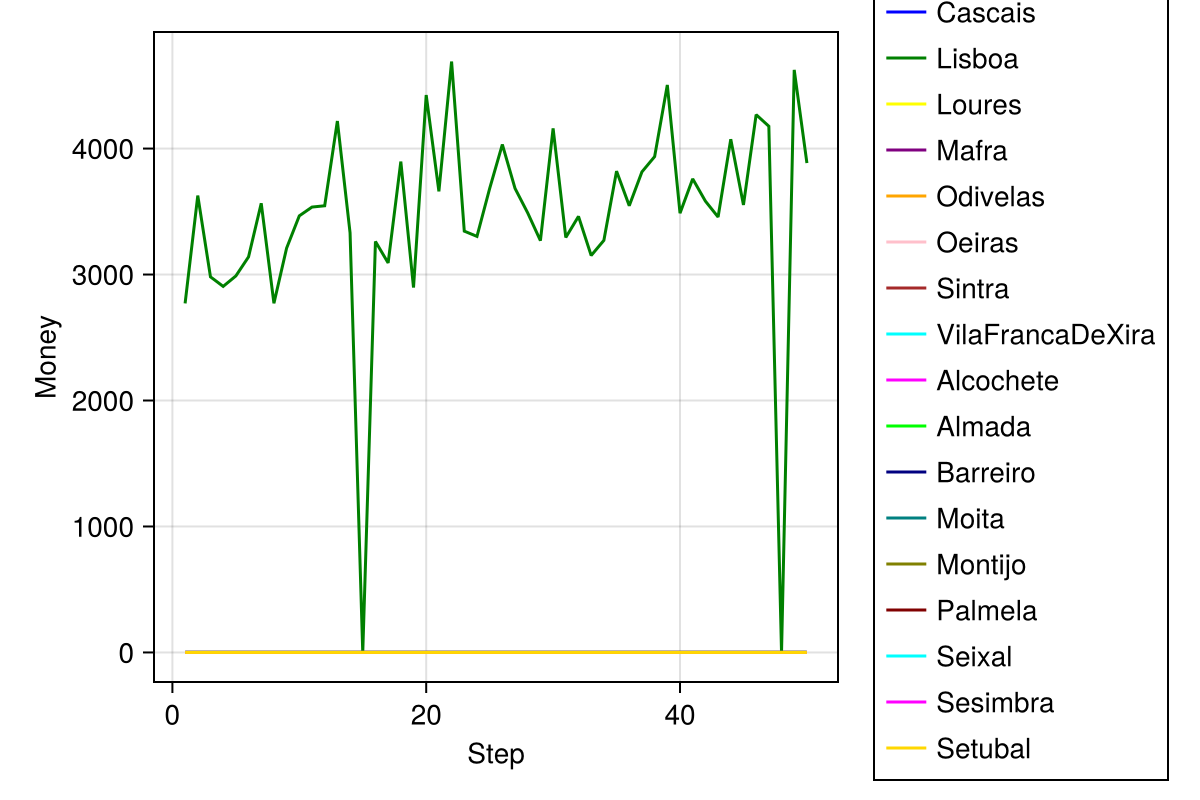 Money
4000
3000
2000
1000
0
0
20
40
Step
Cascais
Lisboa
Loures
Mafra
Odivelas
Oeiras
Sintra
VilaFrancaDeXira
Alcochete
Almada
Barreiro
Moita
Montijo
Palmela
Seixal
Sesimbra
Setubal